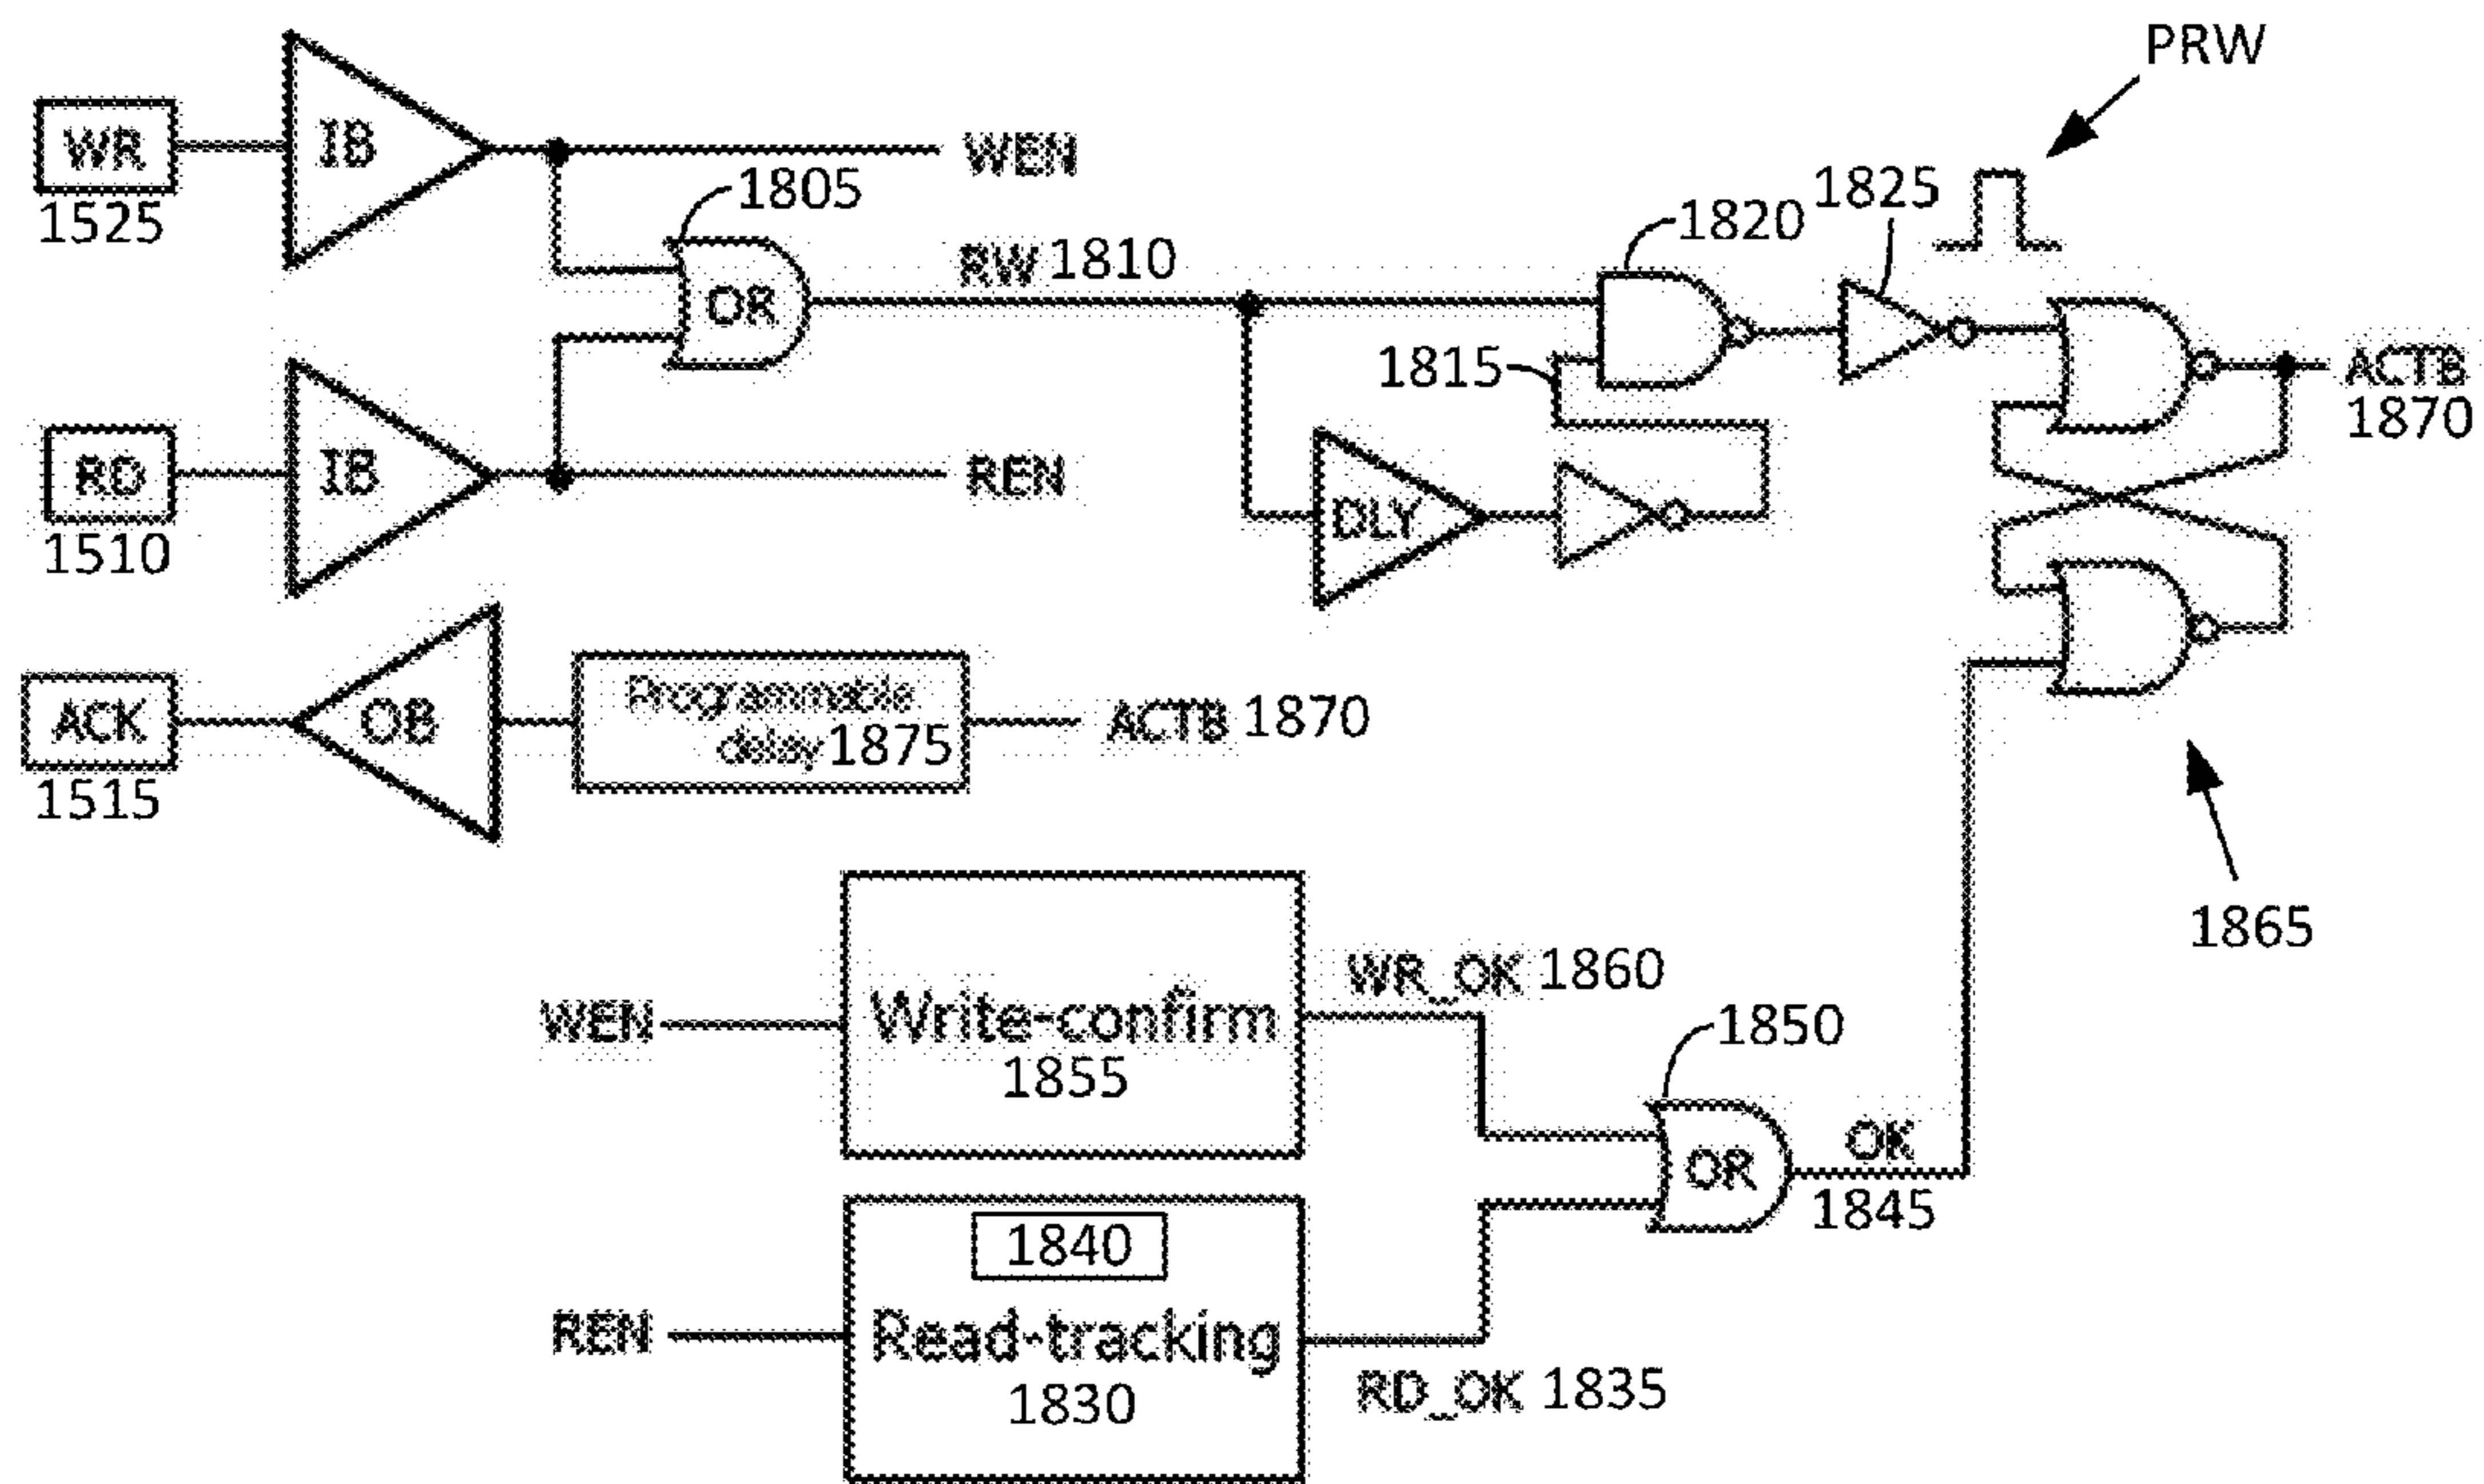 PRW
WR
1525
IB
WEN
1805
OR
RW 1810
1820
1825
1815
ACTB
1870
RD
1510
IB
REN
DLY
ACK
1515
OB
Programmable
delay 1875
ACTB 1870
1865
WEN
Write-confirm
1855
WR_OK 1860
1850
OR
OK
1845
REN
1840
Read-tracking
1830
RD_OK 1835